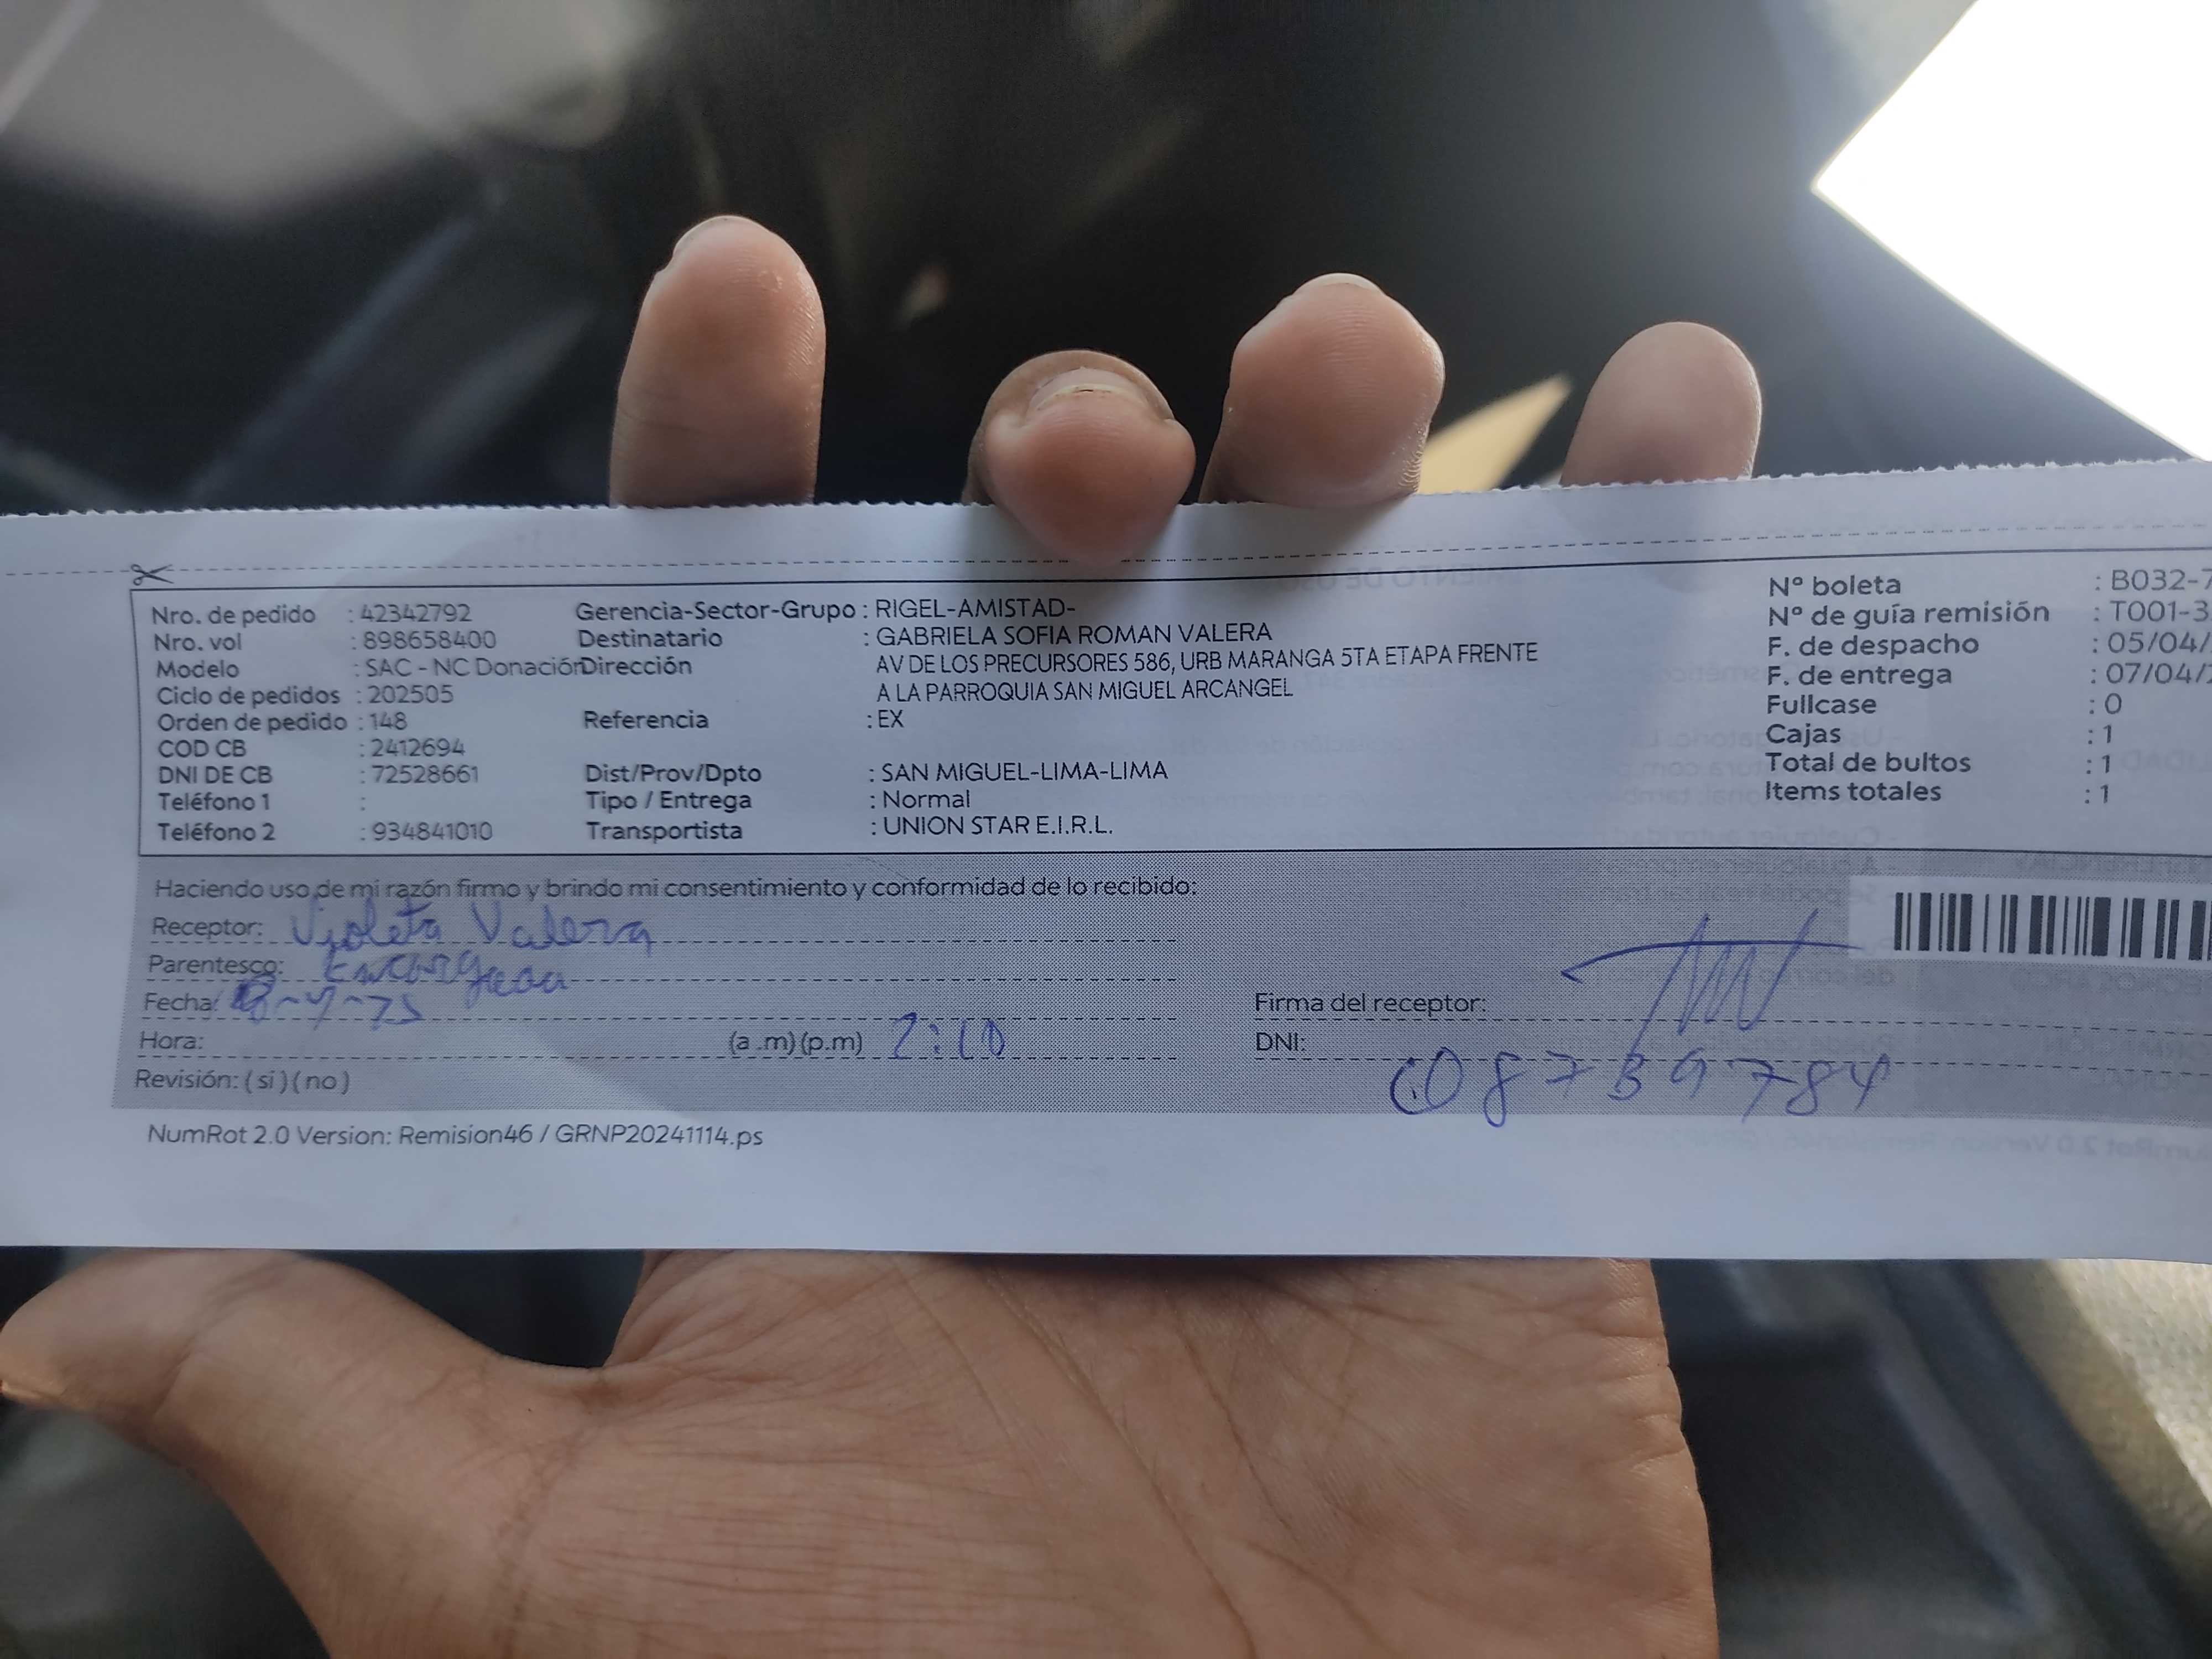 Nro. de pedido : 42342792
Nro. vol : 898658400
Modelo : SAC - NC Donación
Ciclo de pedidos : 202505
Orden de pedido : 148
COD CB : 2412694
DNI DE CB : 72528661
Teléfono 1 :
Teléfono 2 : 934841010
Gerencia-Sector-Grupo : RIGEL-AMISTAD-
Destinatario : GABRIELA SOFIA ROMAN VALERA
Dirección AV DE LOS PRECURSORES 586, URB MARANGA 5TA ETAPA FRENTE
A LA PARROQUIA SAN MIGUEL ARCANGEL
Referencia : EX
Dist/Prov/Dpto : SAN MIGUEL-LIMA-LIMA
Tipo / Entrega : Normal
Transportista : UNION STAR E.I.R.L.
Nº boleta : B032-7
Nº de guía remisión : T001-3
F. de despacho : 05/04/
F. de entrega : 07/04/
Fullcase : 0
Cajas : 1
Total de bultos : 1
Items totales : 1
Haciendo uso de mi razón firmo y brindo mi consentimiento y conformidad de lo recibido:
Receptor: Violeta Valera
Parentesco: Encargada
Fecha:
Hora: (a .m) (p.m) 2:10
Revisión: ( si ) ( no )
Firma del receptor:
DNI: 08739784
NumRot 2.0 Version: Remision46 / GRNP20241114.ps